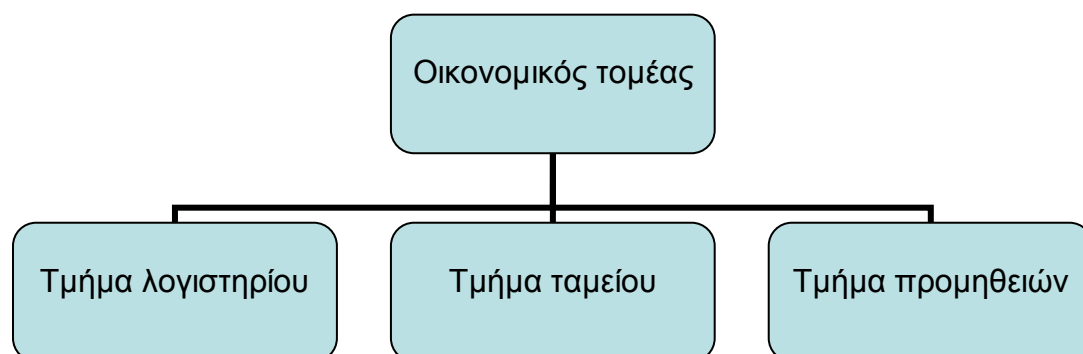 Οικονομικός τομέας
Τμήμα λογιστηρίου
Τμήμα ταμείου
Τμήμα προμηθειών